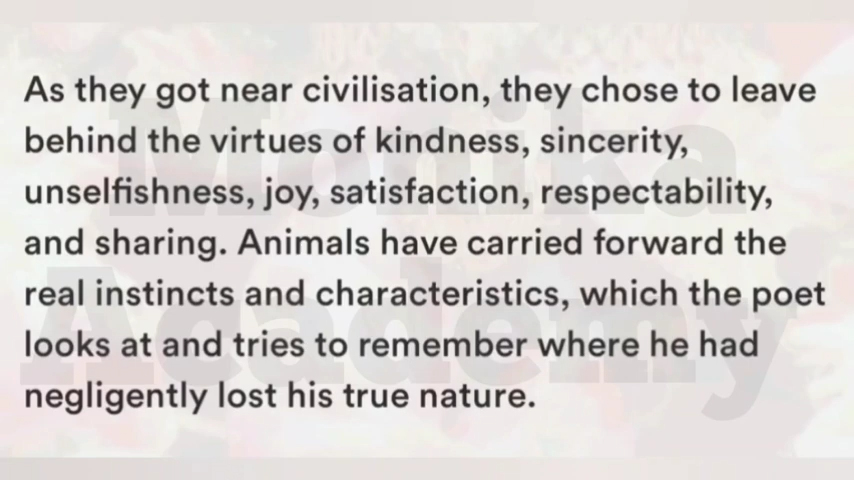 As they got near civilisation, they chose to leave
behind the virtues of kindness, sincerity,
unselfishness, joy, satisfaction, respectability,
and sharing. Animals have carried forward the
real instincts and characteristics, which the poet
looks at and tries to remember where he had
negligently lost his true nature.
Monika
Academy